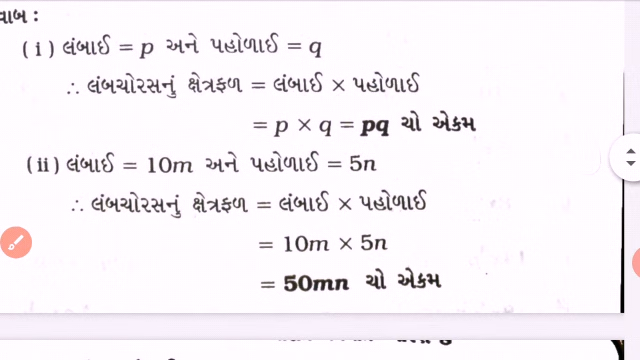 (i) લંબાઈ = p અને પહોળાઈ = q
∴ લંબચોરસનું ક્ષેત્રફળ = લંબાઈ × પહોળાઈ
= p × q = pq ચો એકમ
(ii) લંબાઈ = 10m અને પહોળાઈ = 5n
∴ લંબચોરસનું ક્ષેત્રફળ = લંબાઈ × પહોળાઈ
= 10m × 5n
= 50mn ચો એકમ